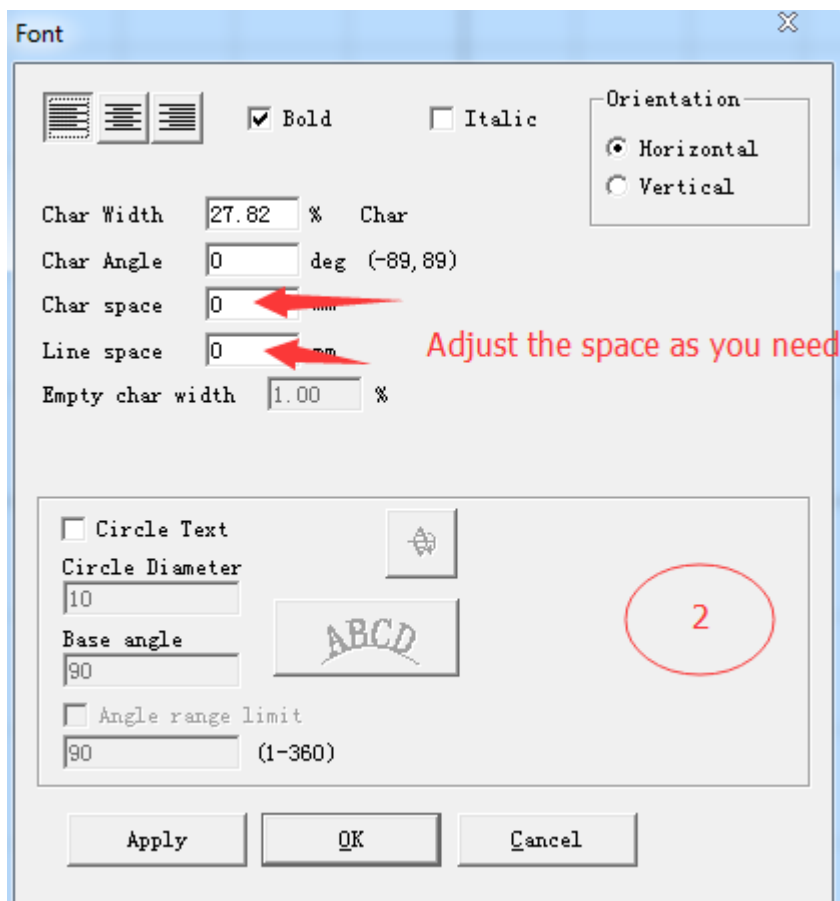 Font
Bold Italic Orientation
Horizontal
Vertical
Char Width 27.82 % Char
Char Angle 0 deg (-89,89)
Char space 0 mm
Line space 0 mm
Adjust the space as you need
Empty char width 1.00 %
Circle Text
Circle Diameter
10
ABCD
Base angle
90
2
Angle range limit
90 (1-360)
Apply OK Cancel